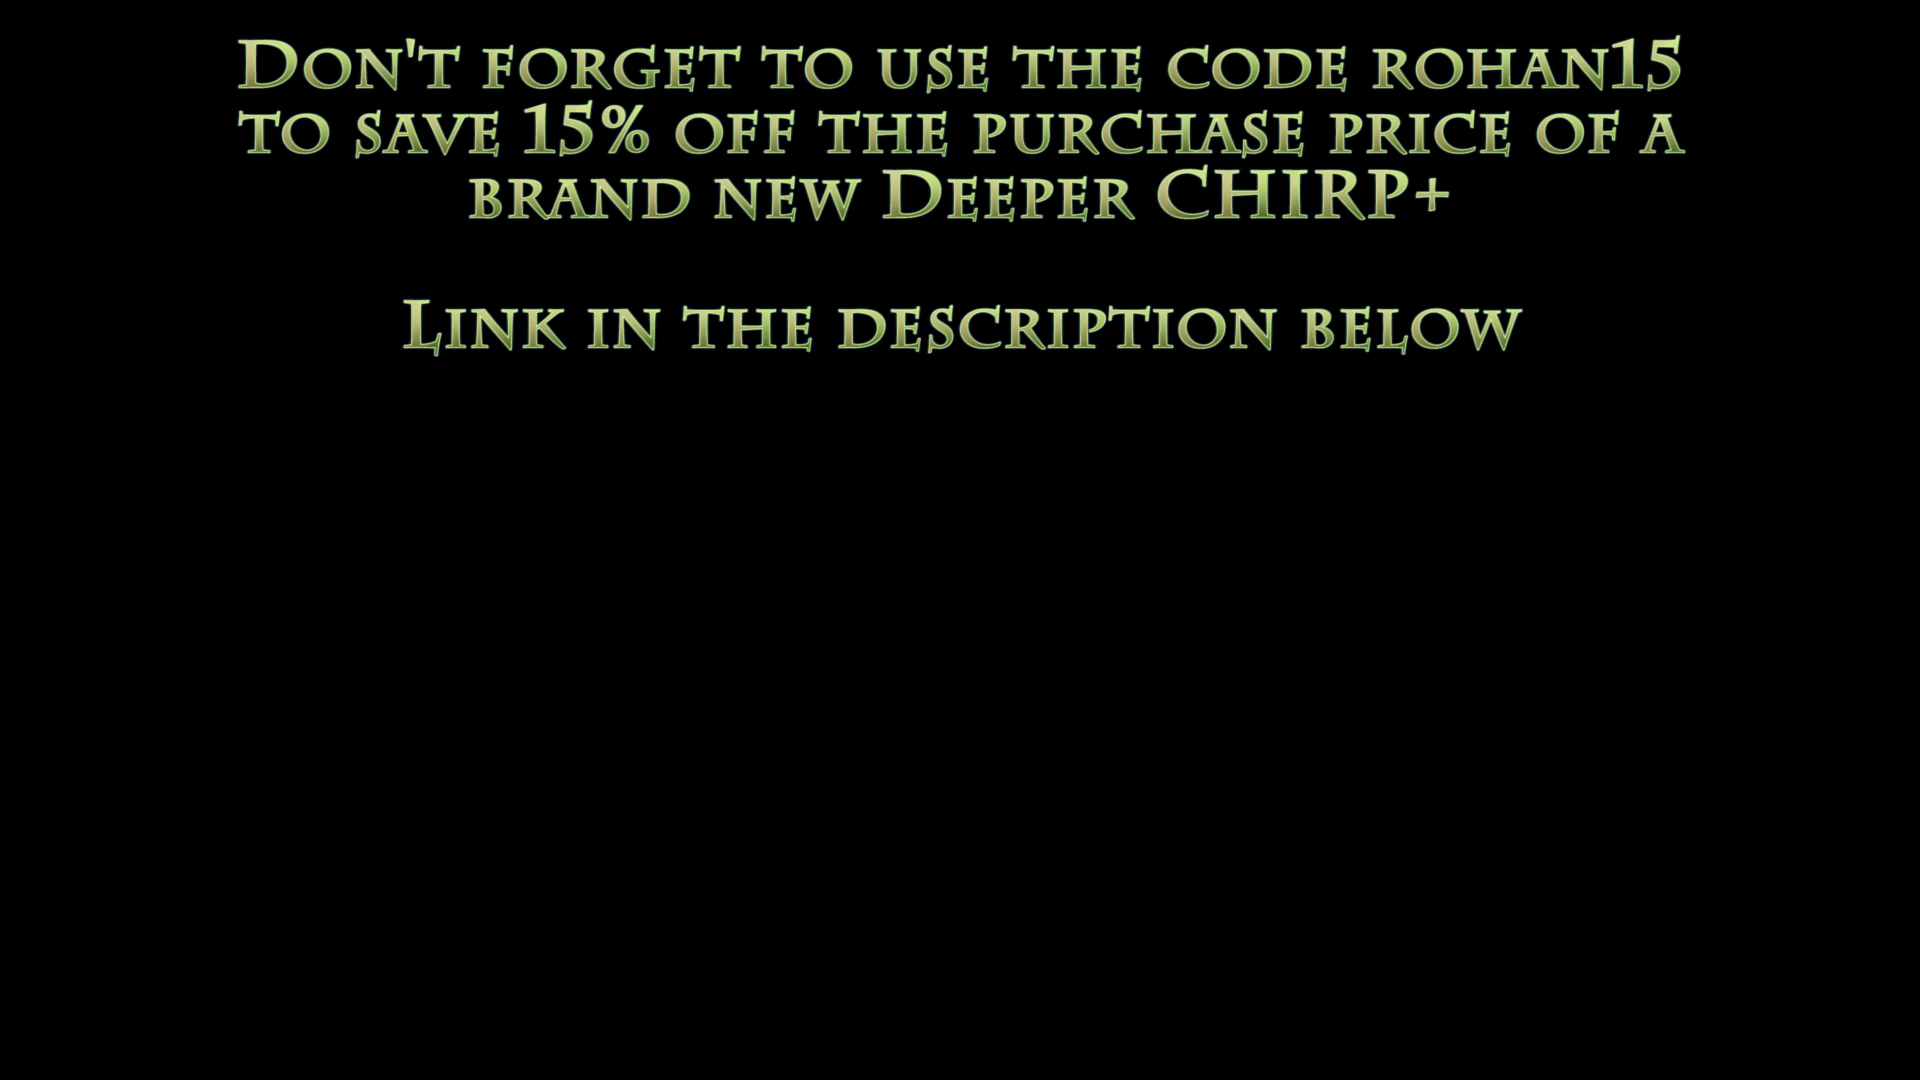 Don't forget to use the code rohan15
to save 15% off the purchase price of a
brand new Deeper CHIRP+
Link in the description below